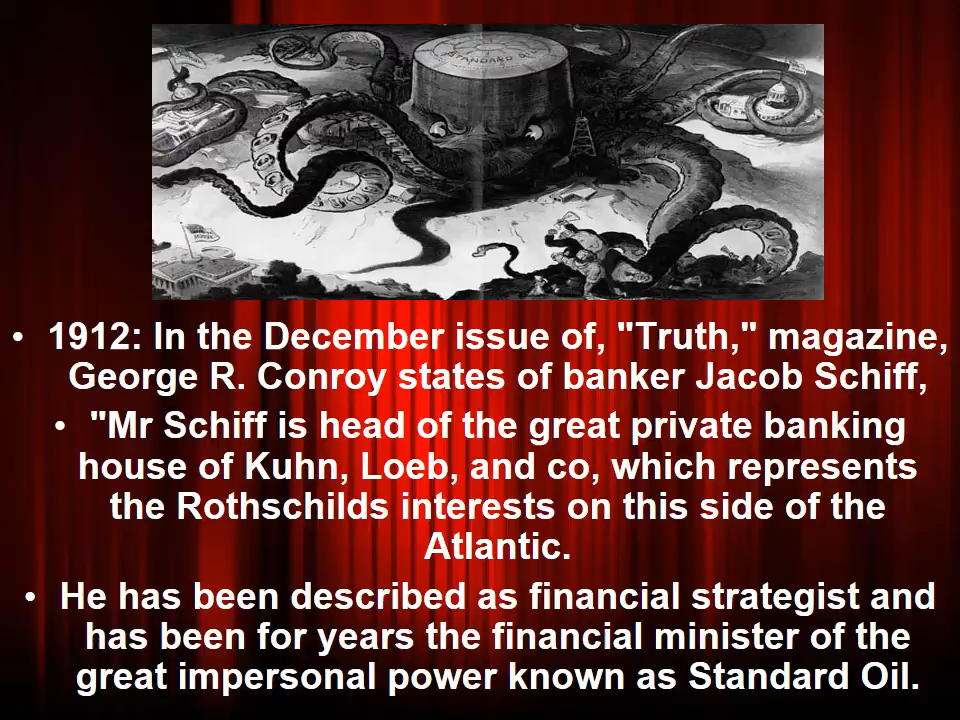 STANDARD O
• 1912: In the December issue of, "Truth," magazine,
George R. Conroy states of banker Jacob Schiff,
• "Mr Schiff is head of the great private banking
house of Kuhn, Loeb, and co, which represents
the Rothschilds interests on this side of the
Atlantic.
• He has been described as financial strategist and
has been for years the financial minister of the
great impersonal power known as Standard Oil.